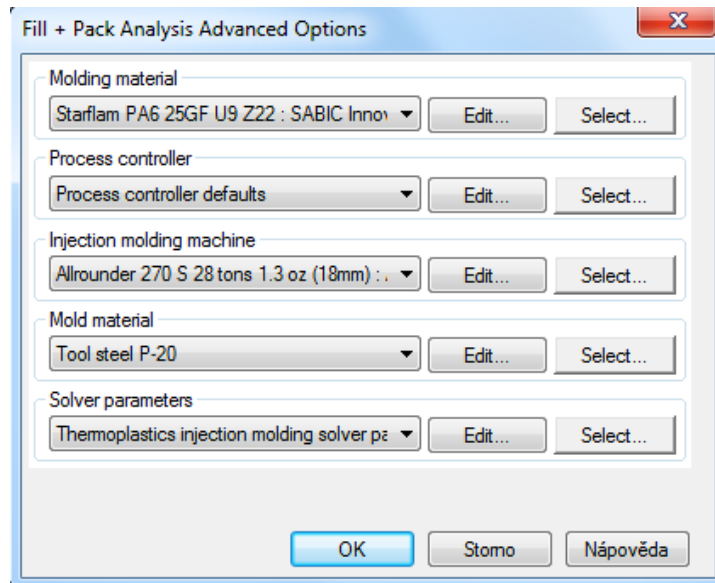 Fill + Pack Analysis Advanced Options
Molding material
Starflam PA6 25GF U9 Z22 : SABIC Innov Edit... Select...
Process controller
Process controller defaults Edit... Select...
Injection molding machine
Allrounder 270 S 28 tons 1.3 oz (18mm) : Edit... Select...
Mold material
Tool steel P-20 Edit... Select...
Solver parameters
Thermoplastics injection molding solver pa Edit... Select...
OK Storno Nápověda